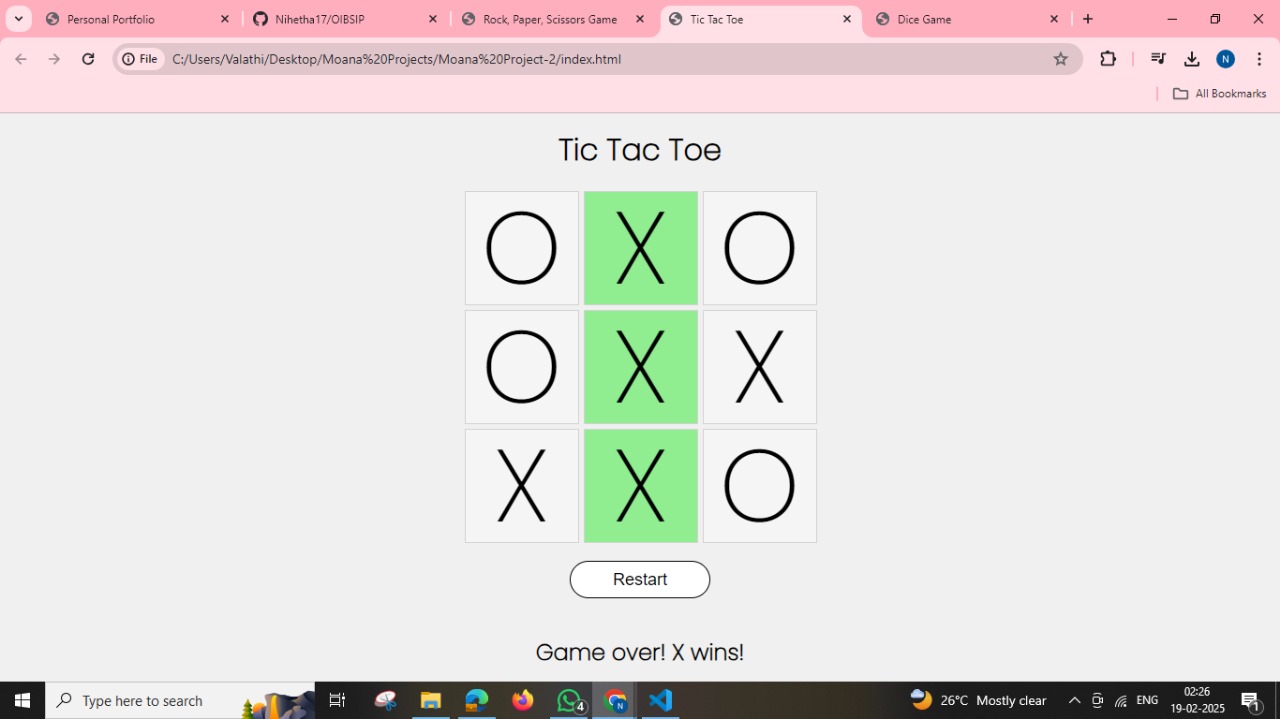 Personal Portfolio
Nihetha17/OIBSIP
Rock, Paper, Scissors Game
Tic Tac Toe
Dice Game
File
C:/Users/Valathi/Desktop/Moana%20Projects/Moana%20Project-2/index.html
N
All Bookmarks
Tic Tac Toe
O X O
O X X
X X O
Restart
Game over! X wins!
Type here to search
4
N
26°C Mostly clear
ENG
02:26
19-02-2025
1